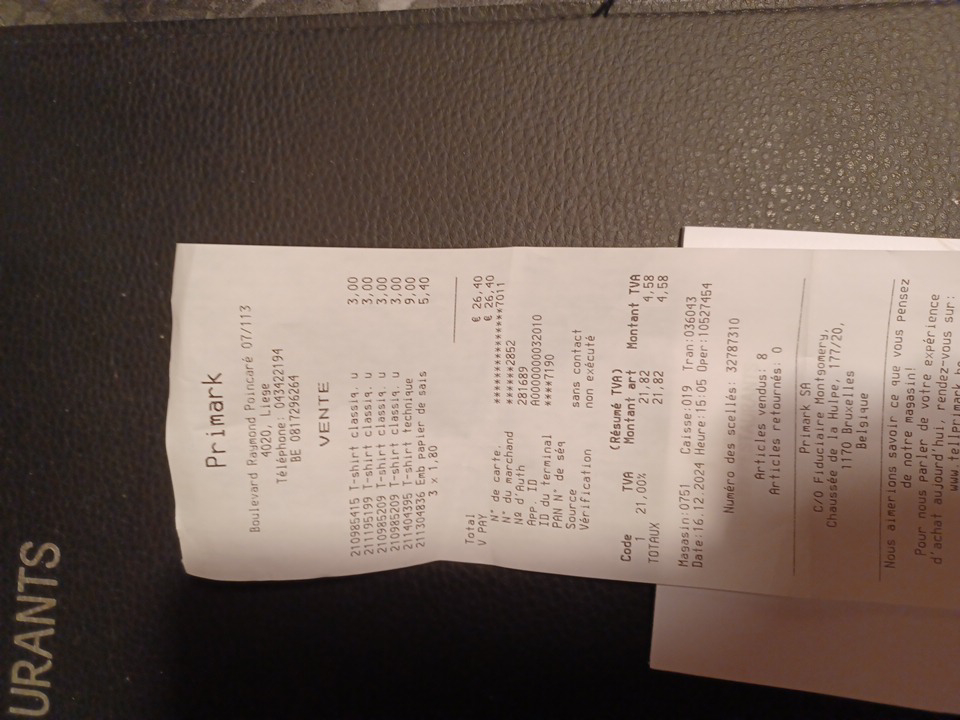 URANTS
Primark
Boulevard Raymond Poincaré 07/113
4020, Liege
Téléphone: 043422194
BE 0817296264
VENTE
210985415 T-shirt classiq. u 3,00
211195199 T-shirt classiq. u 3,00
210985209 T-shirt classiq. u 3,00
210985209 T-shirt classiq. u 3,00
211404395 T-shirt technique 9,00
211304836 Emb papier de sais 5,40
3 x 1,80
Total € 26,40
V PAY € 26,40
N° de carte. ***************7011
N° du marchand ******2852
No d'Auth 281689
App. ID A0000000032010
ID du terminal ****7190
PAN N° de séq
Source sans contact
Vérification non exécuté
(Résumé TVA)
Code TVA Montant art Montant TVA
1 21,00% 21,82 4,58
TOTAUX 21,82 4,58
Magasin:0751 Caisse:019 Tran:036043
Date:16.12.2024 Heure:15:05 Oper:10527454
Numéro des scellés: 32787310
Articles vendus: 8
Articles retournés: 0
Primark SA
C/O Fiduciaire Montgomery,
Chaussée de la Hulpe, 177/20,
1170 Bruxelles
Belgique
Nous aimerions savoir ce que vous pensez
de notre magasin!
Pour nous parler de votre expérience
d'achat aujourd'hui, rendez-vous sur: